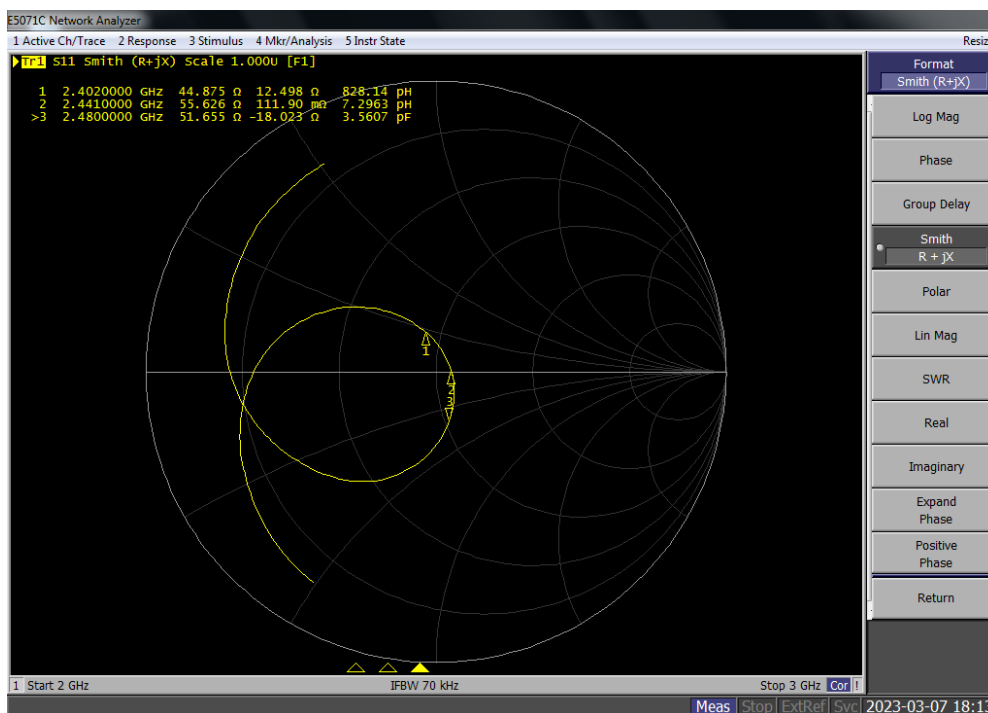 E5071C Network Analyzer
1 Active Ch/Trace 2 Response 3 Stimulus 4 Mkr/Analysis 5 Instr State Resiz
Tr1 S11 Smith (R+jX) Scale 1.000U [F1]
1 2.4020000 GHz 44.875 Ω 12.498 Ω 828.14 pH
2 2.4410000 GHz 55.626 Ω 111.90 mΩ 7.2963 pH
>3 2.4800000 GHz 51.655 Ω -18.023 Ω 3.5607 pF
1
2
3
Format
Smith (R+jX)
Log Mag
Phase
Group Delay
Smith
R + jX
Polar
Lin Mag
SWR
Real
Imaginary
Expand
Phase
Positive
Phase
Return
1 Start 2 GHz IFBW 70 kHz Stop 3 GHz Cor !
Meas Stop ExtRef Svc 2023-03-07 18:13